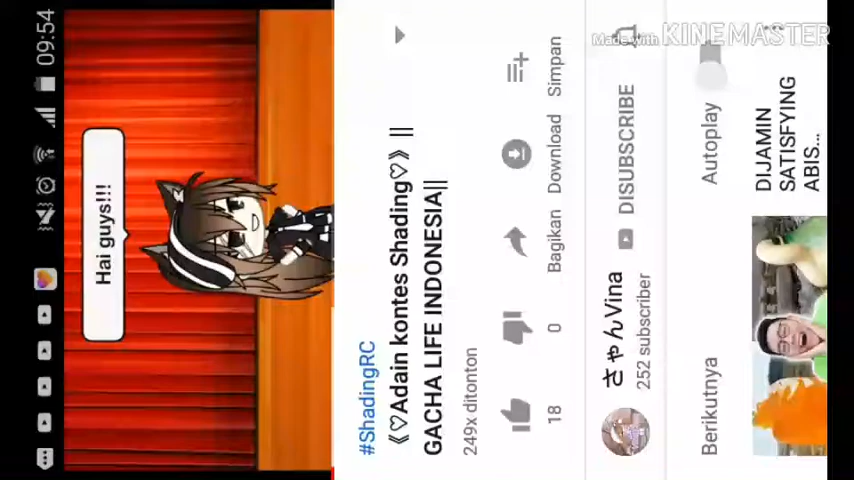 09:54
Hai guys!!!
#ShadingRC
《♡Adain kontes Shading♡》 ||
GACHA LIFE INDONESIA||
249x ditonton
18
0
Bagikan
Download
Simpan
さゃんVina
252 subscriber
DISUBSCRIBE
Berikutnya
Autoplay
DIJAMIN
SATISFYING
ABIS...
Made with KINEMASTER